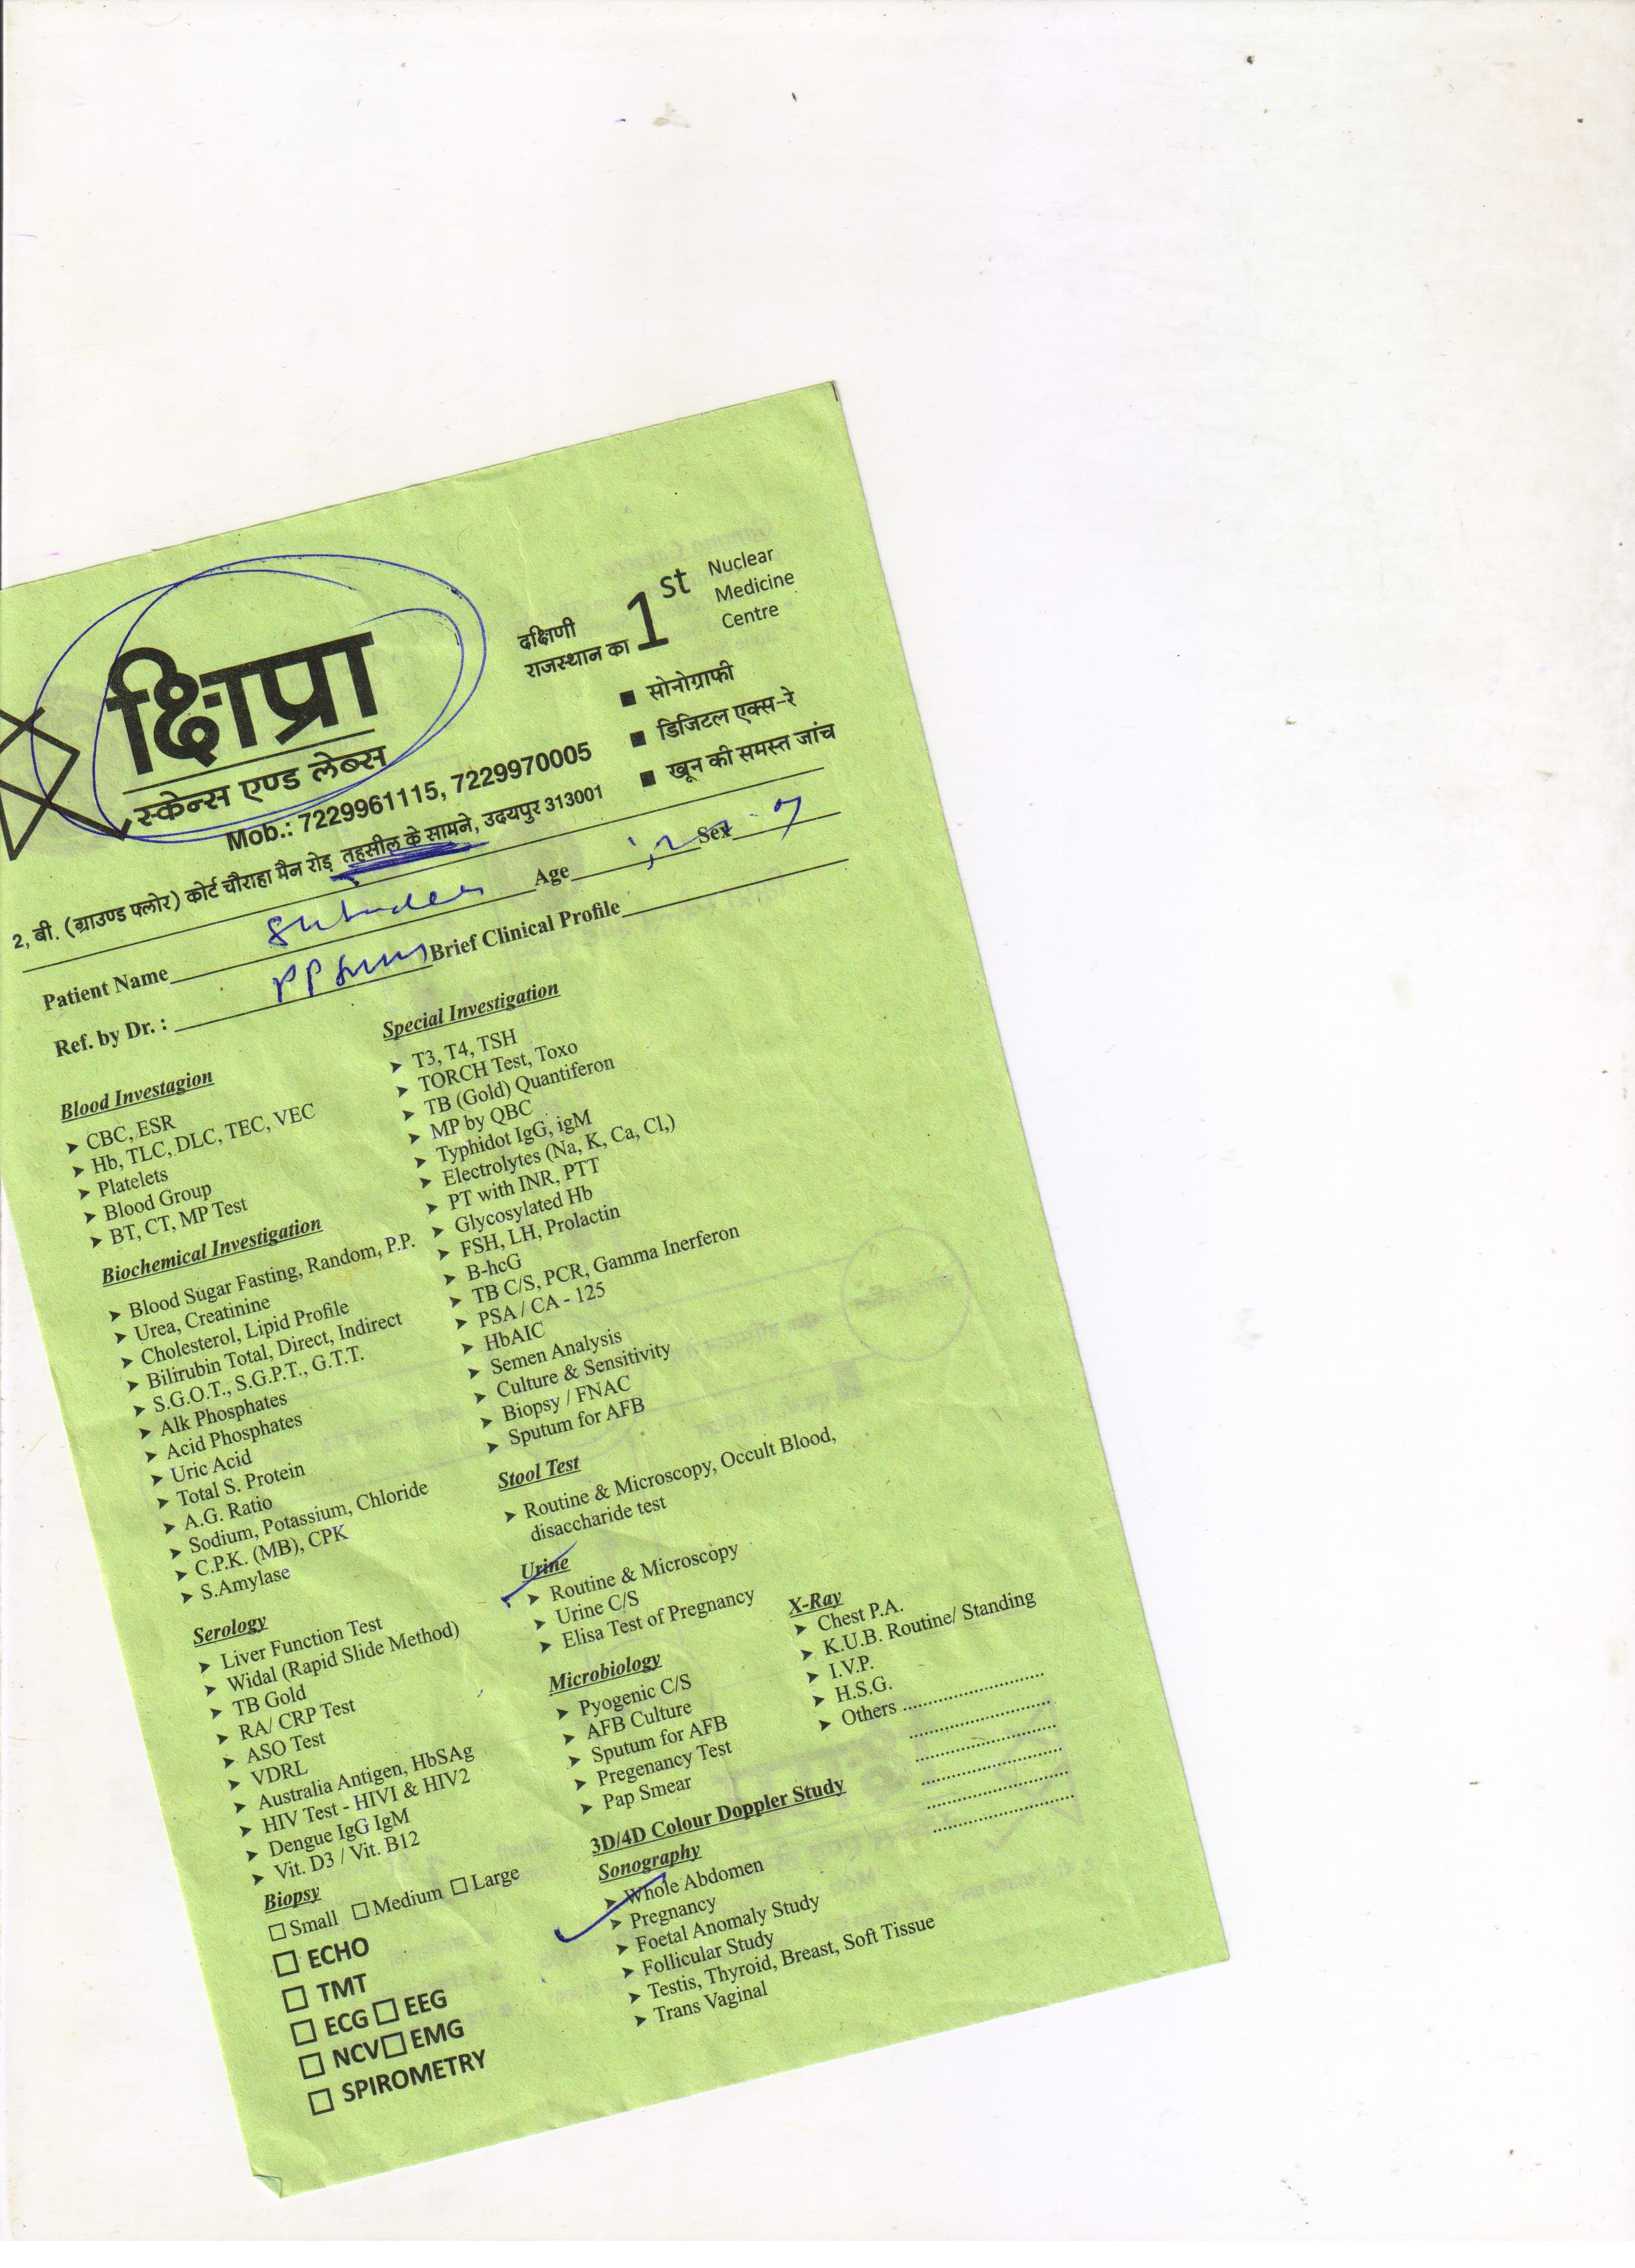 क्षिप्रा
स्केन्स एण्ड लेब्स
Mob.: 7229961115, 7229970005
2, बी. (ग्राउण्ड फ्लोर) कोर्ट चौराहा मैन रोड़ तहसील के सामने, उदयपुर 313001
दक्षिणी
राजस्थान का 1st Nuclear
Medicine
Centre
■ सोनोग्राफी
■ डिजिटल एक्स-रे
■ खून की समस्त जांच
Patient Name Age Sex
Ref. by Dr. : Brief Clinical Profile
Blood Investagion
➤ CBC, ESR
➤ Hb, TLC, DLC, TEC, VEC
➤ Platelets
➤ Blood Group
➤ BT, CT, MP Test
Biochemical Investigation
➤ Blood Sugar Fasting, Random, P.P.
➤ Urea, Creatinine
➤ Cholesterol, Lipid Profile
➤ Bilirubin Total, Direct, Indirect
➤ S.G.O.T., S.G.P.T., G.T.T.
➤ Alk Phosphates
➤ Acid Phosphates
➤ Uric Acid
➤ Total S. Protein
➤ A.G. Ratio
➤ Sodium, Potassium, Chloride
➤ C.P.K. (MB), CPK
➤ S.Amylase
Serology
➤ Liver Function Test
➤ Widal (Rapid Slide Method)
➤ TB Gold
➤ RA/ CRP Test
➤ ASO Test
➤ VDRL
➤ Australia Antigen, HbSAg
➤ HIV Test - HIVI & HIV2
➤ Dengue IgG IgM
➤ Vit. D3 / Vit. B12
Biopsy
☐ Small ☐ Medium ☐ Large
☐ ECHO
☐ TMT
☐ ECG ☐ EEG
☐ NCV ☐ EMG
☐ SPIROMETRY
Special Investigation
➤ T3, T4, TSH
➤ TORCH Test, Toxo
➤ TB (Gold) Quantiferon
➤ MP by QBC
➤ Typhidot IgG, igM
➤ Electrolytes (Na, K, Ca, Cl,)
➤ PT with INR, PTT
➤ Glycosylated Hb
➤ FSH, LH, Prolactin
➤ B-hcG
➤ TB C/S, PCR, Gamma Inerferon
➤ PSA / CA - 125
➤ HbAIC
➤ Semen Analysis
➤ Culture & Sensitivity
➤ Biopsy / FNAC
➤ Sputum for AFB
Stool Test
➤ Routine & Microscopy, Occult Blood,
disaccharide test
Urine
➤ Routine & Microscopy
➤ Urine C/S
➤ Elisa Test of Pregnancy
Microbiology
➤ Pyogenic C/S
➤ AFB Culture
➤ Sputum for AFB
➤ Pregenancy Test
➤ Pap Smear
3D/4D Colour Doppler Study
Sonography
➤ Whole Abdomen
➤ Pregnancy
➤ Foetal Anomaly Study
➤ Follicular Study
➤ Testis, Thyroid, Breast, Soft Tissue
➤ Trans Vaginal
X-Ray
➤ Chest P.A.
➤ K.U.B. Routine/ Standing
➤ I.V.P.
➤ H.S.G.
➤ Others